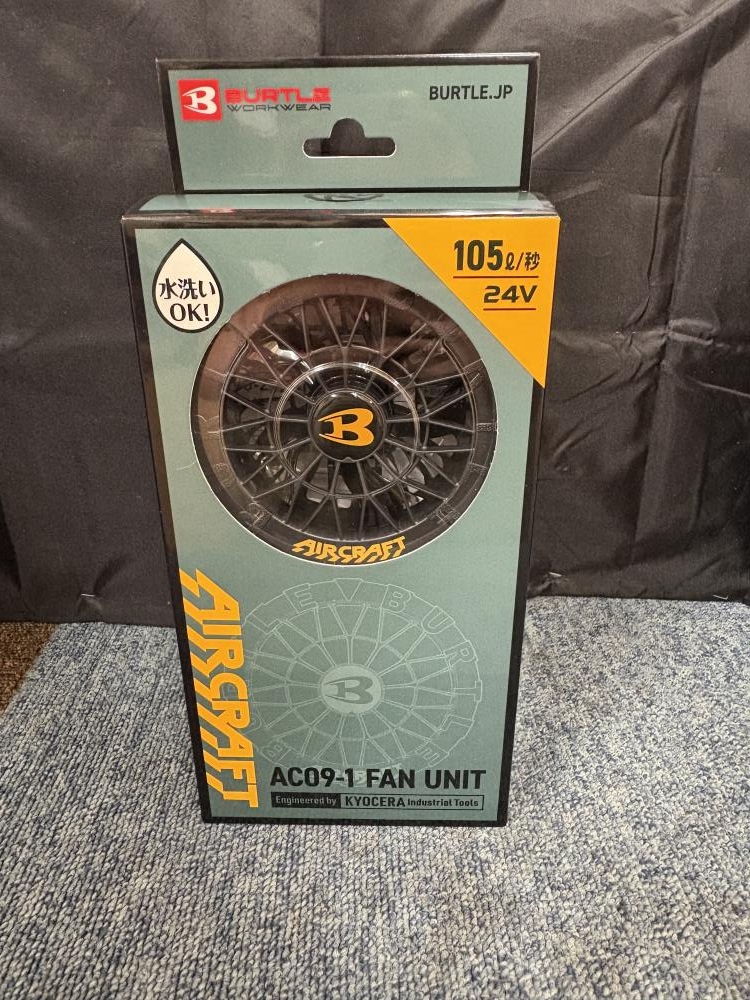 BURTLE
WORKWEAR
BURTLE.JP
105ℓ/秒
24V
水洗い
OK!
B
AIRCRAFT
AIRCRAFT
B
AC09-1 FAN UNIT
Engineered by KYOCERA Industrial Tools